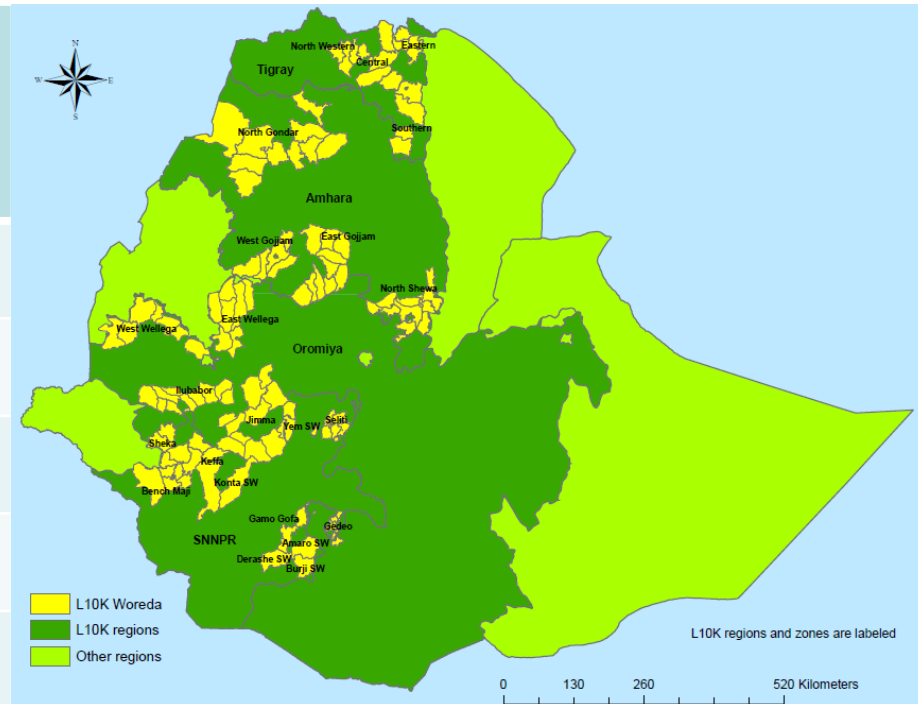 N
W E
S
North Western
Eastern
Central
Tigray
North Gondar
Southern
Amhara
West Gojjam
East Gojjam
North Shewa
East Wellega
West Wellega
Oromiya
Ilubabor
Jimma
Yem SW
Seliti
Sheka
Keffa
Konta SW
Bench Maji
Gamo Gofa
Gedeo
SNNPR
Amaro SW
Derashe SW
Burji SW
L10K Woreda
L10K regions
Other regions
L10K regions and zones are labeled
0 130 260 520 Kilometers